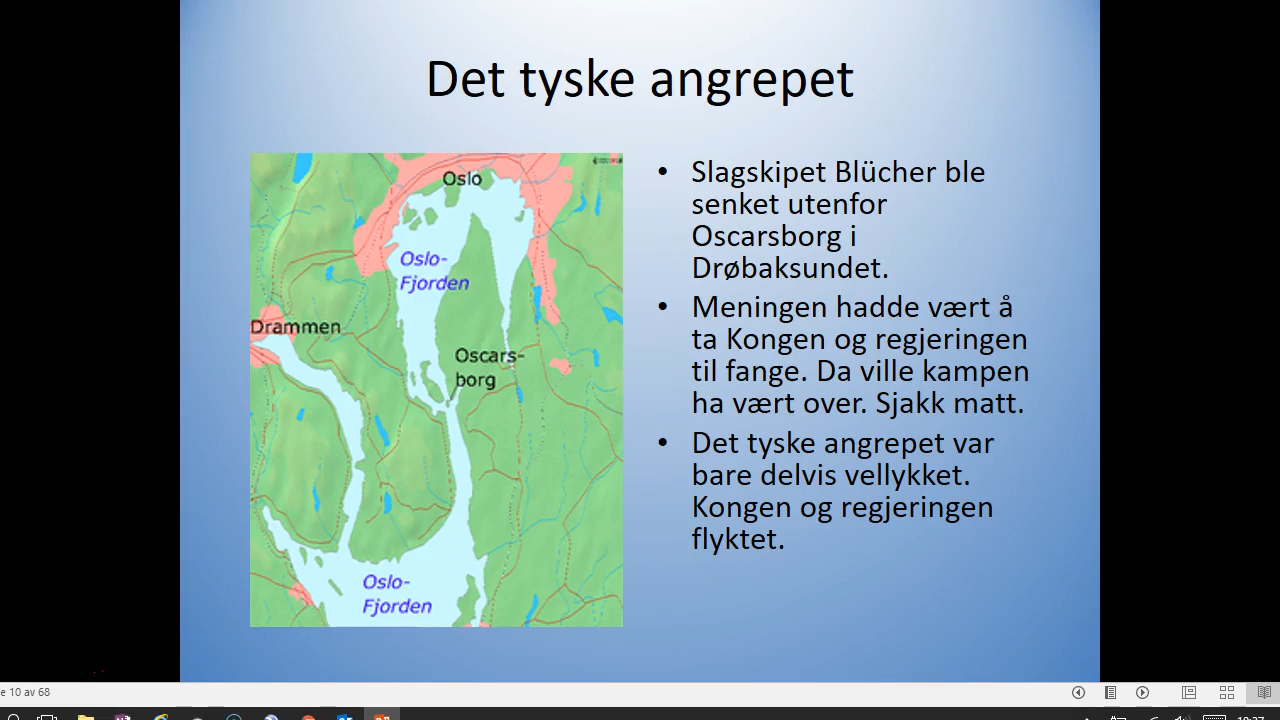 Det tyske angrepet
Oslo
Oslo-
Fjorden
Drammen
Oscars-
borg
Oslo-
Fjorden
• Slagskipet Blücher ble
senket utenfor
Oscarsborg i
Drøbaksundet.
• Meningen hadde vært å
ta Kongen og regjeringen
til fange. Da ville kampen
ha vært over. Sjakk matt.
• Det tyske angrepet var
bare delvis vellykket.
Kongen og regjeringen
flyktet.
e 10 av 68